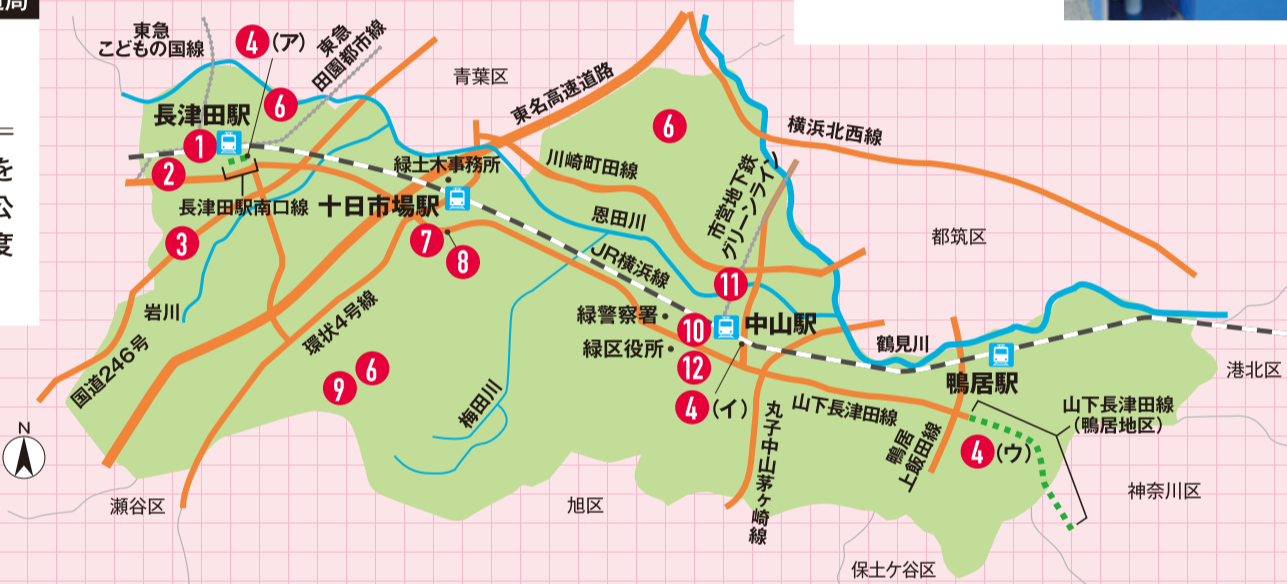 を
公
度
東急
こどもの国線
4（ア）
東急
田園都市線
6
青葉区
東名高速道路
6
横浜北西線
長津田駅
1
2
長津田駅南口線
緑土木事務所
十日市場駅
川崎町田線
恩田川
市営地下鉄
グリーンライン
都筑区
3
7
8
JR横浜線
11
岩川
環状4号線
緑警察署
10
中山駅
緑区役所
12
4（イ）
鶴見川
鴨居駅
港北区
国道246号
9
6
梅田川
丸子中山茅ヶ崎線
山下長津田線
鴨居
上飯田線
山下長津田線
（鴨居地区）
4（ウ）
N
瀬谷区
旭区
神奈川区
保土ケ谷区